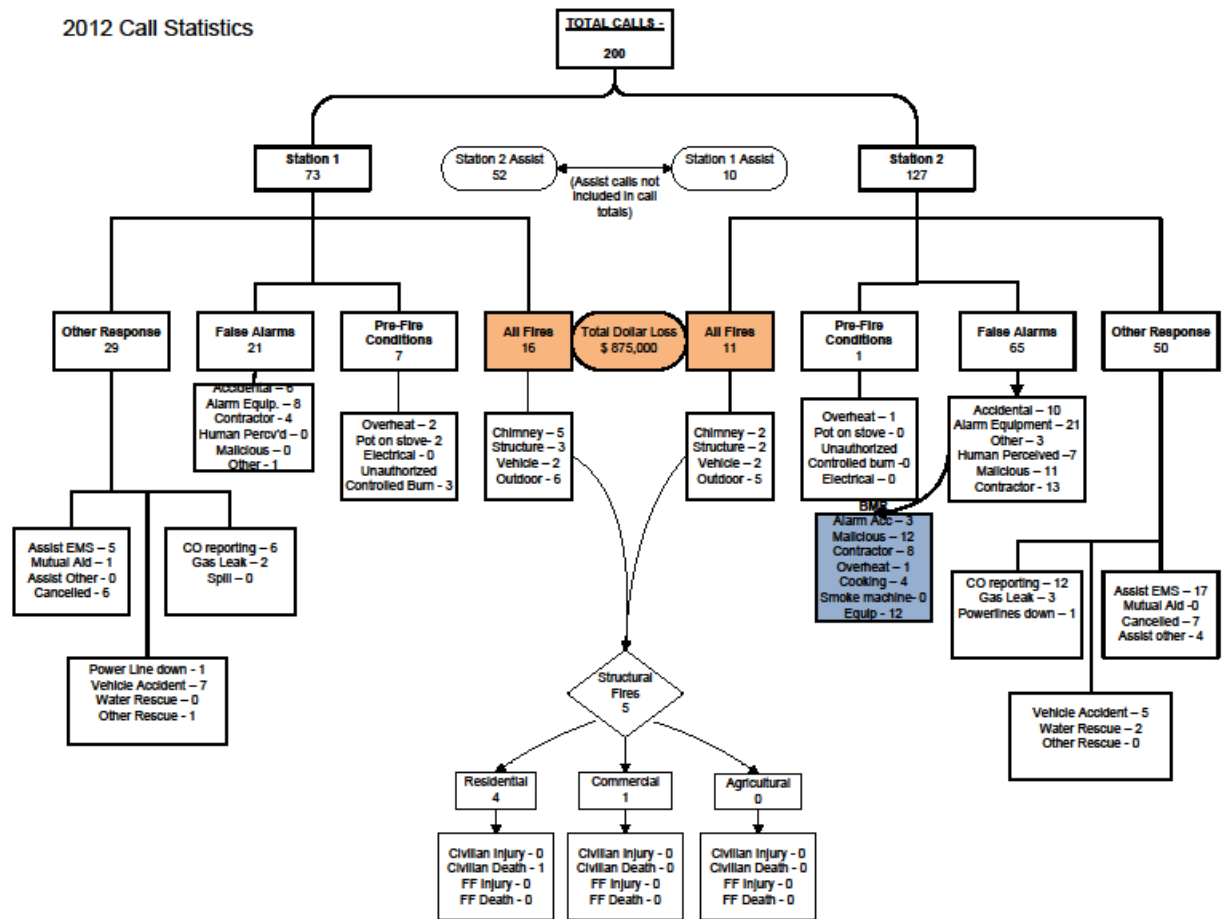 2012 Call Statistics
TOTAL CALLS -
200
Station 1
73
Station 2 Assist
52
(Assist calls not
included in call
totals)
Station 1 Assist
10
Station 2
127
Other Response
29
False Alarms
21
Pre-Fire
Conditions
7
All Fires
16
Total Dollar Loss
$ 875,000
All Fires
11
Pre-Fire
Conditions
1
False Alarms
65
Other Response
50
Accidental – 6
Alarm Equip. – 8
Contractor - 4
Human Percv'd – 0
Malicious – 0
Other - 1
Overheat – 2
Pot on stove- 2
Electrical - 0
Unauthorized
Controlled Burn - 3
Chimney – 5
Structure – 3
Vehicle – 2
Outdoor – 6
Chimney – 2
Structure – 2
Vehicle – 2
Outdoor – 5
Overheat – 1
Pot on stove - 0
Unauthorized
Controlled burn -0
Electrical – 0
Accidental – 10
Alarm Equipment – 21
Other – 3
Human Perceived –7
Malicious – 11
Contractor - 13
Alarm Acc – 3
Malicious – 12
Contractor – 8
Overheat – 1
Cooking – 4
Smoke machine- 0
Equip - 12
Assist EMS – 5
Mutual Aid – 1
Assist Other - 0
Cancelled – 6
CO reporting – 6
Gas Leak – 2
Spill – 0
Power Line down - 1
Vehicle Accident – 7
Water Rescue – 0
Other Rescue - 1
CO reporting – 12
Gas Leak – 3
Powerlines down – 1
Assist EMS – 17
Mutual Aid -0
Cancelled – 7
Assist other - 4
Vehicle Accident – 5
Water Rescue – 2
Other Rescue - 0
Structural
Fires
5
Residential
4
Commercial
1
Agricultural
0
Civilian Injury - 0
Civilian Death - 1
FF Injury - 0
FF Death - 0
Civilian Injury - 0
Civilian Death - 0
FF Injury - 0
FF Death - 0
Civilian Injury - 0
Civilian Death - 0
FF Injury - 0
FF Death - 0